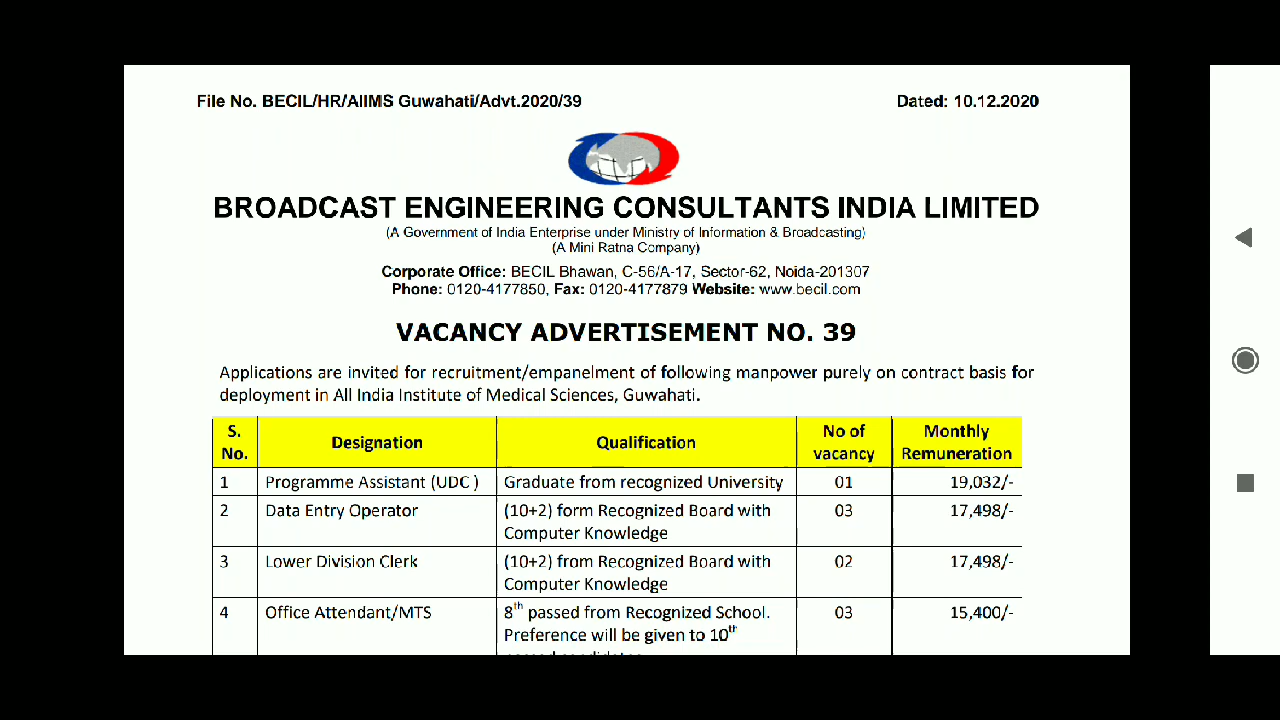 File No. BECIL/HR/AIIMS Guwahati/Advt.2020/39 Dated: 10.12.2020
BROADCAST ENGINEERING CONSULTANTS INDIA LIMITED
(A Government of India Enterprise under Ministry of Information & Broadcasting)
(A Mini Ratna Company)
Corporate Office: BECIL Bhawan, C-56/A-17, Sector-62, Noida-201307
Phone: 0120-4177850, Fax: 0120-4177879 Website: www.becil.com
VACANCY ADVERTISEMENT NO. 39
Applications are invited for recruitment/empanelment of following manpower purely on contract basis for
deployment in All India Institute of Medical Sciences, Guwahati.
S. No. Designation Qualification No of vacancy Monthly Remuneration
1 Programme Assistant (UDC ) Graduate from recognized University 01 19,032/-
2 Data Entry Operator (10+2) form Recognized Board with 03 17,498/-
Computer Knowledge
3 Lower Division Clerk (10+2) from Recognized Board with 02 17,498/-
Computer Knowledge
4 Office Attendant/MTS 8th passed from Recognized School. 03 15,400/-
Preference will be given to 10th